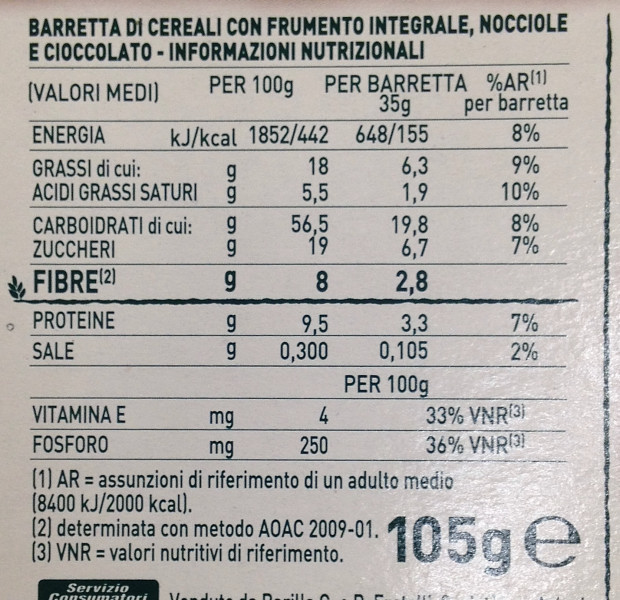 BARRETTA DI CEREALI CON FRUMENTO INTEGRALE, NOCCIOLE
E CIOCCOLATO - INFORMAZIONI NUTRIZIONALI
(VALORI MEDI) PER 100g PER BARRETTA 35g %AR(1) per barretta
ENERGIA kJ/kcal 1852/442 648/155 8%
GRASSI di cui: g 18 6,3 9%
ACIDI GRASSI SATURI g 5,5 1,9 10%
CARBOIDRATI di cui: g 56,5 19,8 8%
ZUCCHERI g 19 6,7 7%
FIBRE(2) g 8 2,8
PROTEINE g 9,5 3,3 7%
SALE g 0,300 0,105 2%
PER 100g
VITAMINA E mg 4 33% VNR(3)
FOSFORO mg 250 36% VNR(3)
(1) AR = assunzioni di riferimento di un adulto medio
(8400 kJ/2000 kcal).
(2) determinata con metodo AOAC 2009-01.
(3) VNR = valori nutritivi di riferimento.
105g e
Servizio
Consumatori